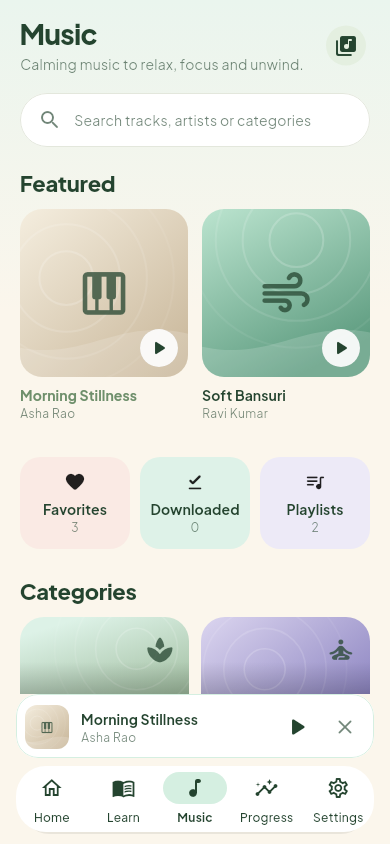 Music
Calming music to relax, focus and unwind.
Search tracks, artists or categories
Featured
Morning Stillness
Asha Rao
Soft Bansuri
Ravi Kumar
Favorites
3
Downloaded
0
Playlists
2
Categories
Morning Stillness
Asha Rao
Home
Learn
Music
Progress
Settings